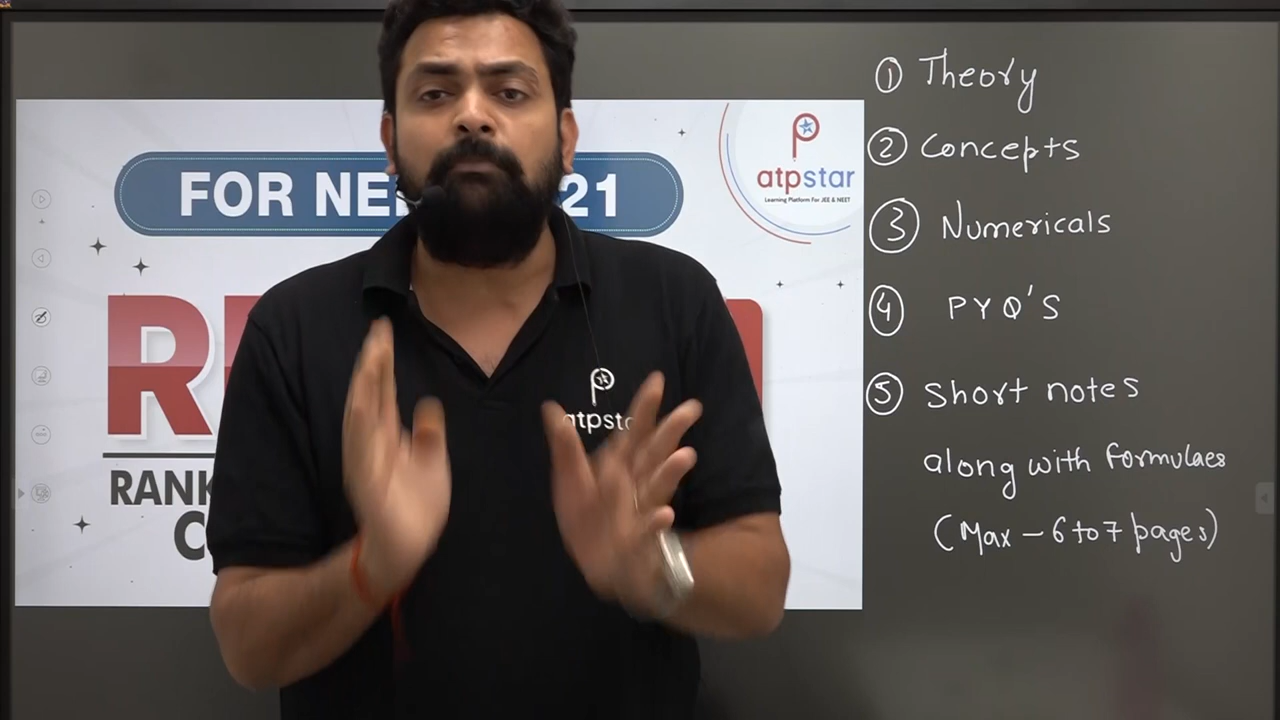 FOR NE 21
atpstar
Learning Platform For JEE & NEET
R
RANK
C
atpsta
① Theory
② Concepts
③ Numericals
④ PYQ'S
⑤ Short notes
along with formulaes
(Max - 6 to 7 pages)